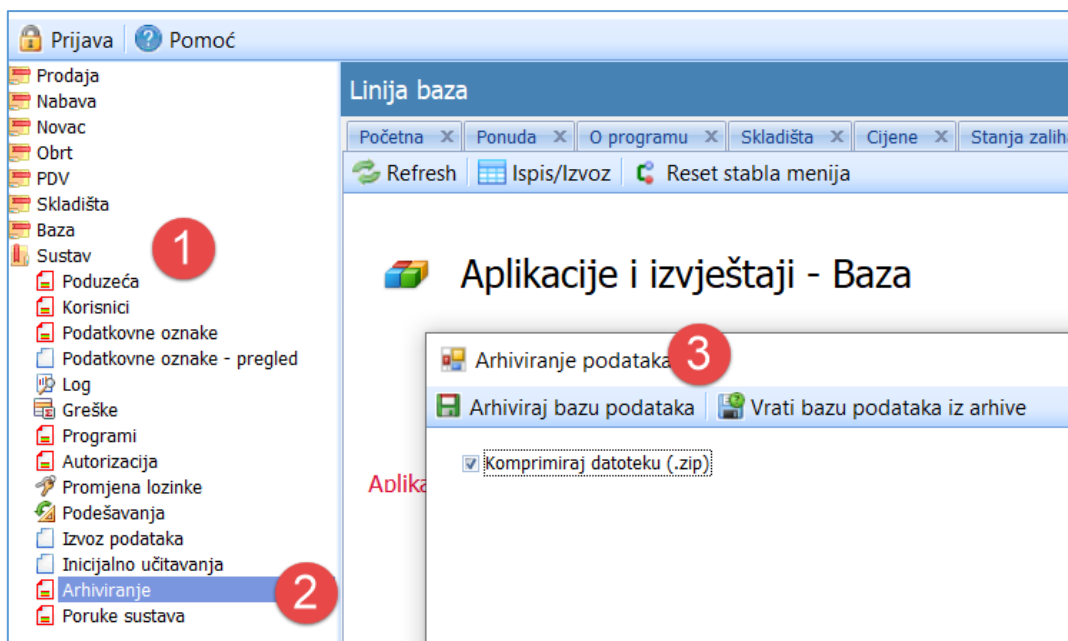 Prijava Pomoć
Prodaja
Nabava
Novac
Obrt
PDV
Skladišta
Baza
Sustav
1
Poduzeća
Korisnici
Podatkovne oznake
Podatkovne oznake - pregled
Log
Greške
Programi
Autorizacija
Promjena lozinke
Podešavanja
Izvoz podataka
Inicijalno učitavanja
Arhiviranje
2
Poruke sustava
Linija baza
Početna X Ponuda X O programu X Skladišta X Cijene X Stanja zaliha
Refresh Ispis/Izvoz Reset stabla menija
Aplikacije i izvještaji - Baza
Aplika
Arhiviranje podataka
3
Arhiviraj bazu podataka Vrati bazu podataka iz arhive
Komprimiraj datoteku (.zip)